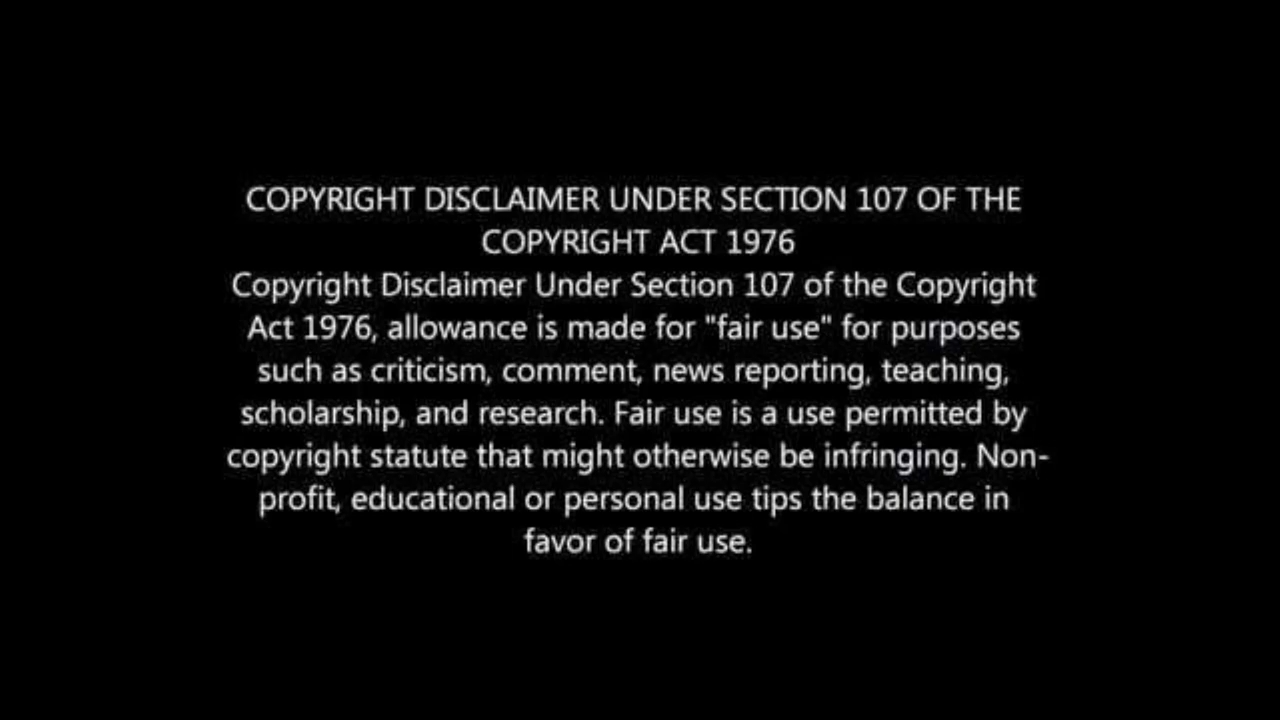 COPYRIGHT DISCLAIMER UNDER SECTION 107 OF THE
COPYRIGHT ACT 1976
Copyright Disclaimer Under Section 107 of the Copyright
Act 1976, allowance is made for "fair use" for purposes
such as criticism, comment, news reporting, teaching,
scholarship, and research. Fair use is a use permitted by
copyright statute that might otherwise be infringing. Non-
profit, educational or personal use tips the balance in
favor of fair use.